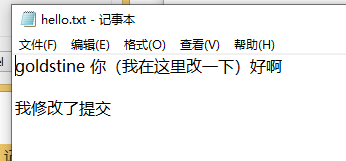 hello.txt - 记事本
文件(F) 编辑(E) 格式(O) 查看(V) 帮助(H)
goldstine 你（我在这里改一下）好啊
我修改了提交